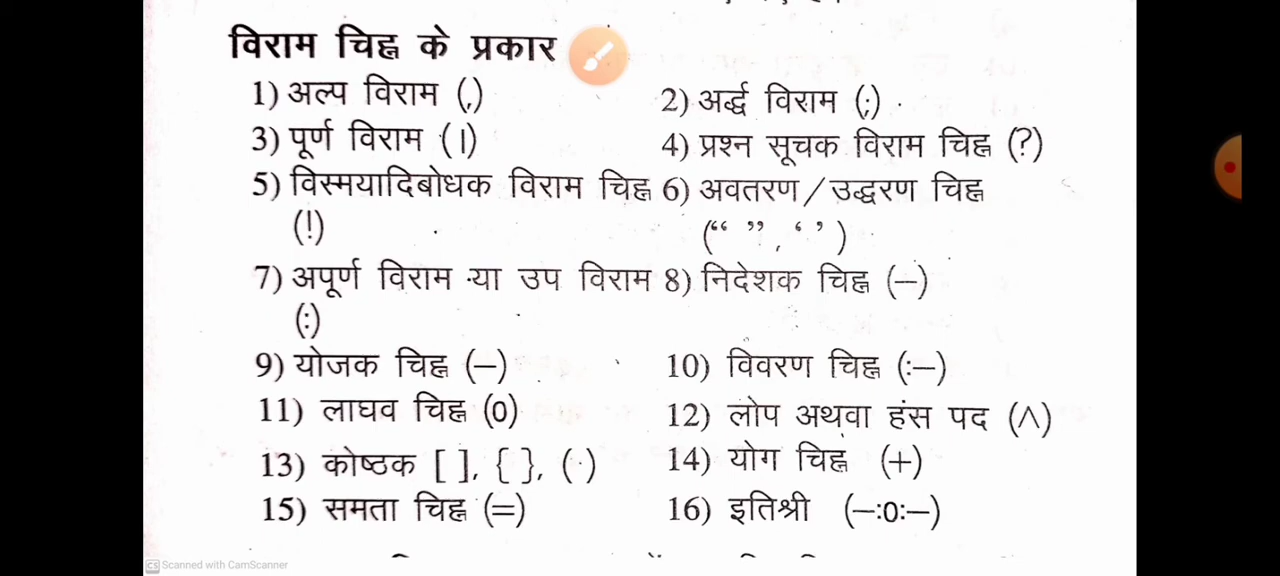 विराम चिह्न के प्रकार
1) अल्प विराम (,) 2) अर्द्ध विराम (;)
3) पूर्ण विराम (।) 4) प्रश्न सूचक विराम चिह्न (?)
5) विस्मयादिबोधक विराम चिह्न 6) अवतरण/उद्धरण चिह्न
(!) (“ ”, ‘ ’)
7) अपूर्ण विराम या उप विराम 8) निदेशक चिह्न (–)
(:)
9) योजक चिह्न (–) 10) विवरण चिह्न (:–)
11) लाघव चिह्न (0) 12) लोप अथवा हंस पद (^)
13) कोष्ठक [ ], { }, ( ) 14) योग चिह्न (+)
15) समता चिह्न (=) 16) इतिश्री (–:0:–)
CS Scanned with CamScanner